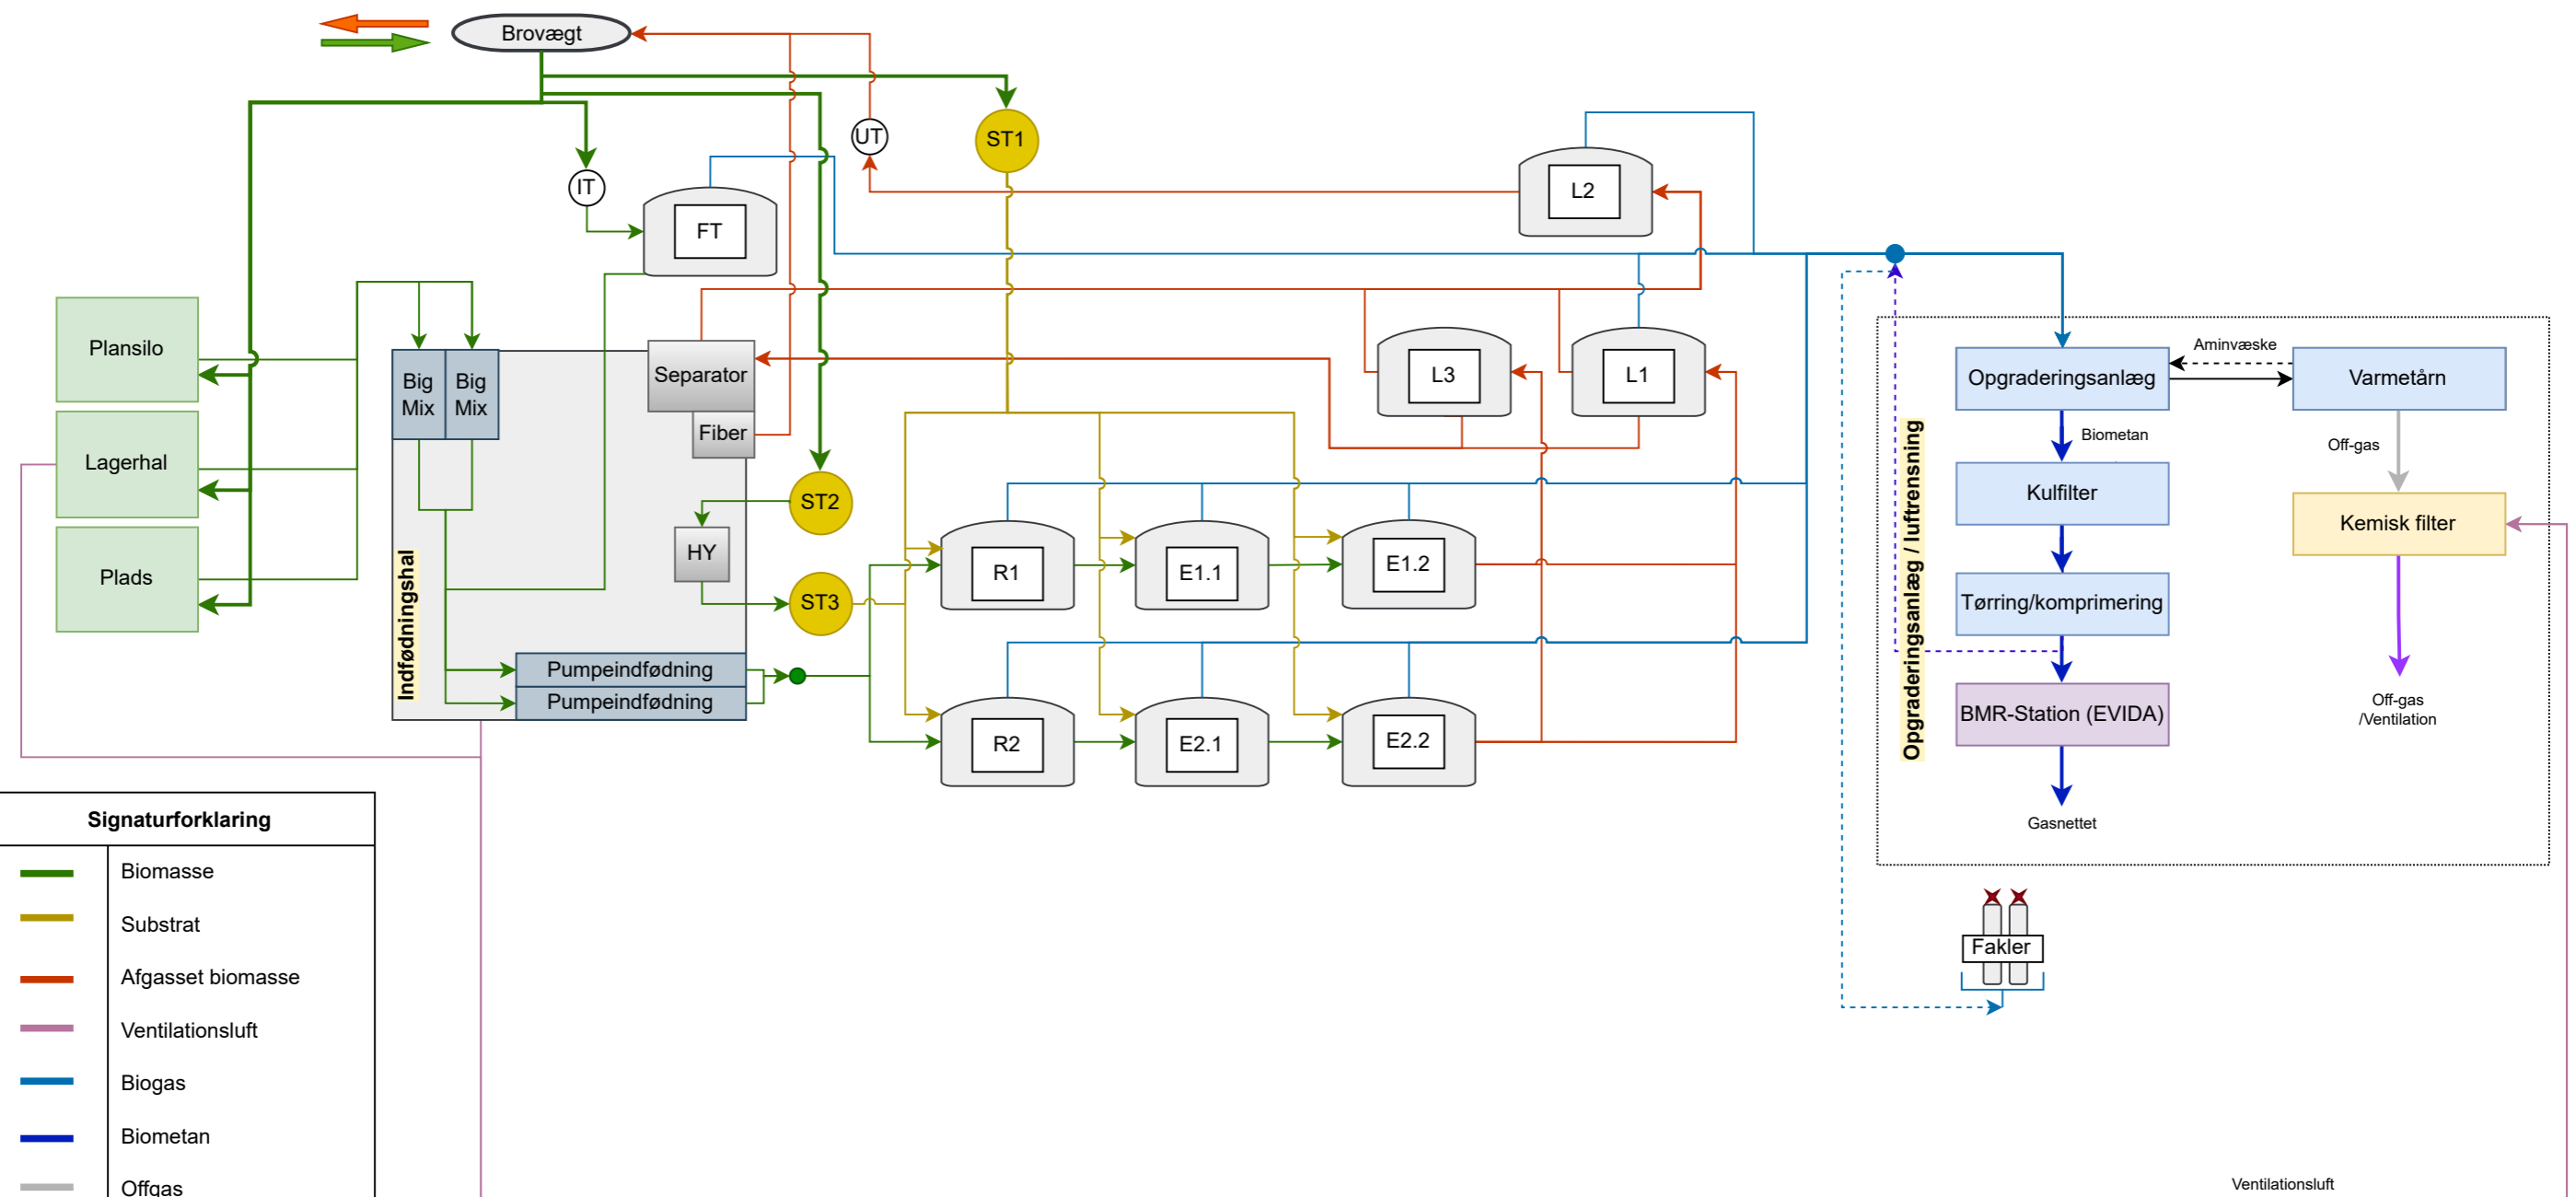 Brovægt
UT
ST1
IT
FT
L2
Plansilo
Lagerhal
Plads
Big
Mix
Big
Mix
Separator
Fiber
Indfødningshal
ST2
HY
ST3
Pumpeindfødning
Pumpeindfødning
L3
L1
R1
E1.1
E1.2
R2
E2.1
E2.2
Opgraderingsanlæg / luftrensning
Opgraderingsanlæg
Aminvæske
Varmetårn
Biometan
Off-gas
Kulfilter
Kemisk filter
Tørring/komprimering
BMR-Station (EVIDA)
Off-gas
/Ventilation
Gasnettet
Fakler
Signaturforklaring
Biomasse
Substrat
Afgasset biomasse
Ventilationsluft
Biogas
Biometan
Offgas
Ventilationsluft